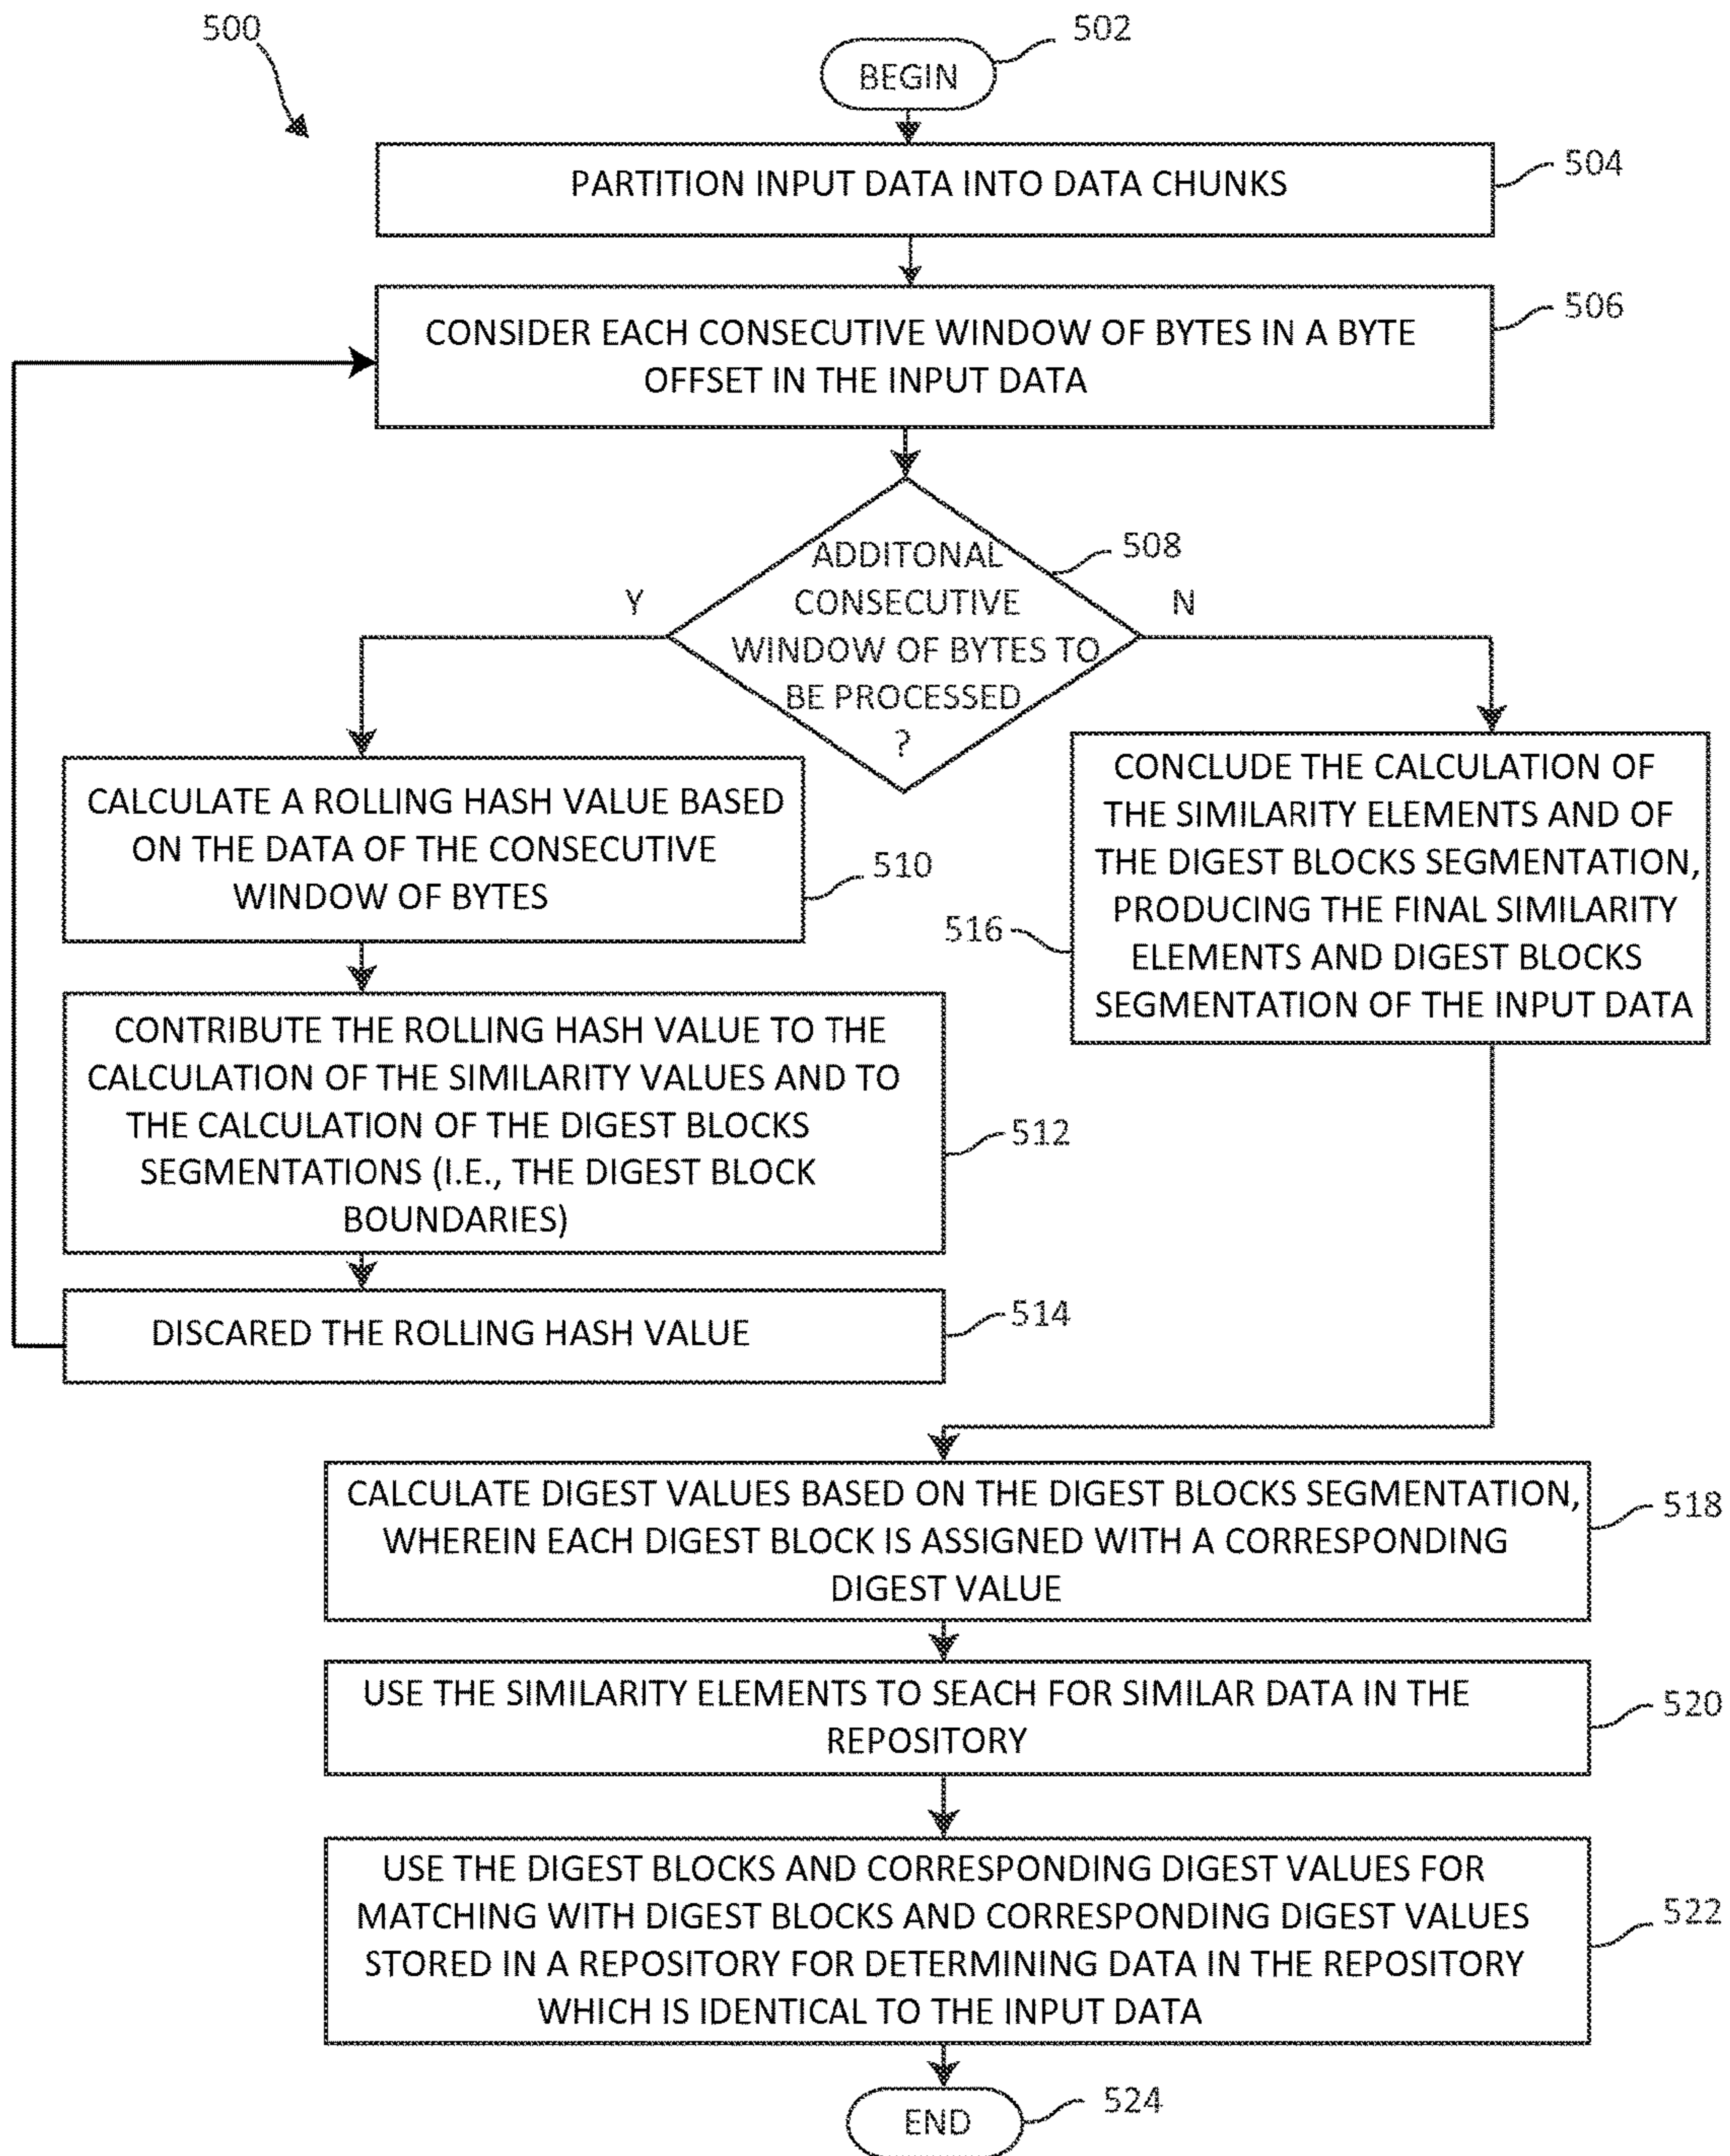 500
502
BEGIN
PARTITION INPUT DATA INTO DATA CHUNKS
504
CONSIDER EACH CONSECUTIVE WINDOW OF BYTES IN A BYTE
OFFSET IN THE INPUT DATA
506
ADDITONAL
CONSECUTIVE
WINDOW OF BYTES TO
BE PROCESSED
?
508
Y
N
CALCULATE A ROLLING HASH VALUE BASED
ON THE DATA OF THE CONSECUTIVE
WINDOW OF BYTES
510
CONTRIBUTE THE ROLLING HASH VALUE TO THE
CALCULATION OF THE SIMILARITY VALUES AND TO
THE CALCULATION OF THE DIGEST BLOCKS
SEGMENTATIONS (I.E., THE DIGEST BLOCK
BOUNDARIES)
512
DISCARED THE ROLLING HASH VALUE
514
CONCLUDE THE CALCULATION OF
THE SIMILARITY ELEMENTS AND OF
THE DIGEST BLOCKS SEGMENTATION,
PRODUCING THE FINAL SIMILARITY
ELEMENTS AND DIGEST BLOCKS
SEGMENTATION OF THE INPUT DATA
516
CALCULATE DIGEST VALUES BASED ON THE DIGEST BLOCKS SEGMENTATION,
WHEREIN EACH DIGEST BLOCK IS ASSIGNED WITH A CORRESPONDING
DIGEST VALUE
518
USE THE SIMILARITY ELEMENTS TO SEACH FOR SIMILAR DATA IN THE
REPOSITORY
520
USE THE DIGEST BLOCKS AND CORRESPONDING DIGEST VALUES FOR
MATCHING WITH DIGEST BLOCKS AND CORRESPONDING DIGEST VALUES
STORED IN A REPOSITORY FOR DETERMINING DATA IN THE REPOSITORY
WHICH IS IDENTICAL TO THE INPUT DATA
522
END
524